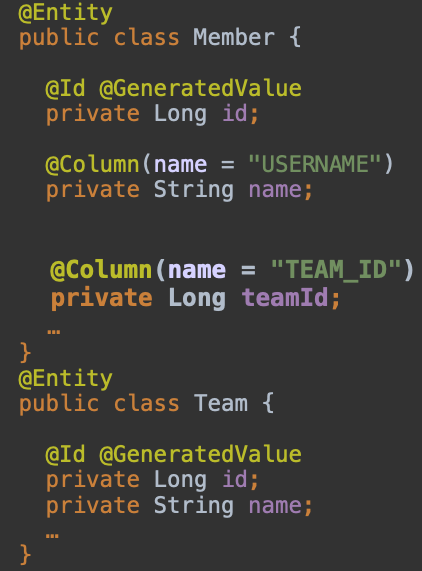 @Entity
public class Member {
@Id @GeneratedValue
private Long id;
@Column(name = "USERNAME")
private String name;
@Column(name = "TEAM_ID")
private Long teamId;
…
}
@Entity
public class Team {
@Id @GeneratedValue
private Long id;
private String name;
…
}